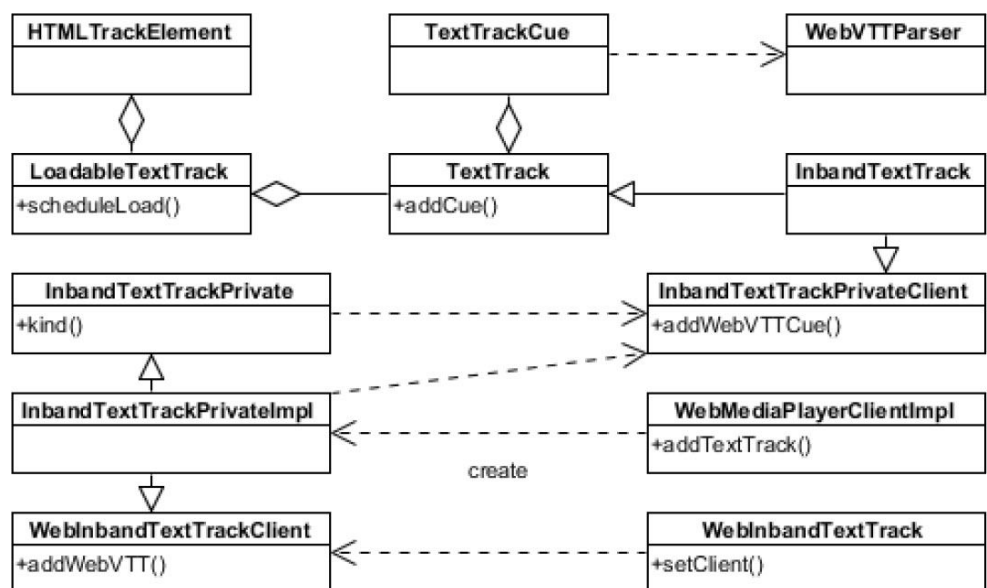 HTMLTrackElement
TextTrackCue
WebVTTParser
LoadableTextTrack
+scheduleLoad()
TextTrack
+addCue()
InbandTextTrack
InbandTextTrackPrivate
+kind()
InbandTextTrackPrivateClient
+addWebVTTCue()
InbandTextTrackPrivateImpl
WebMediaPlayerClientImpl
+addTextTrack()
create
WebInbandTextTrackClient
+addWebVTT()
WebInbandTextTrack
+setClient()